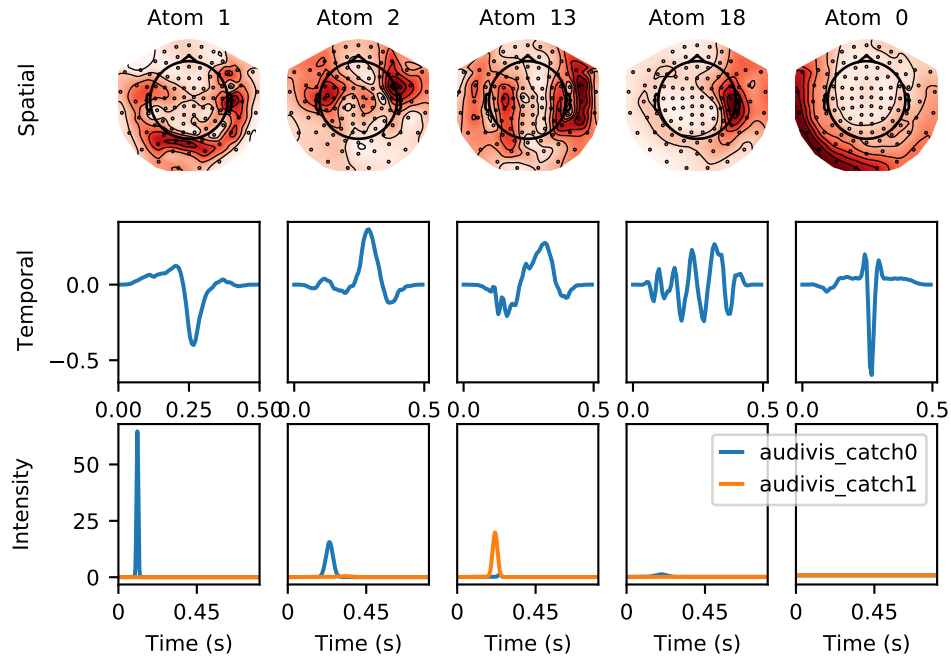 Atom 1 Atom 2 Atom 13 Atom 18 Atom 0
Spatial
Temporal
0.0
−0.5
0.00 0.25 0.50 0.0 0.5 0.0 0.5 0.0 0.5 0.0 0.5
Intensity
50
25
0
audivis_catch0
audivis_catch1
0 0.45 0 0.45 0 0.45 0 0.45 0 0.45
Time (s) Time (s) Time (s) Time (s) Time (s)